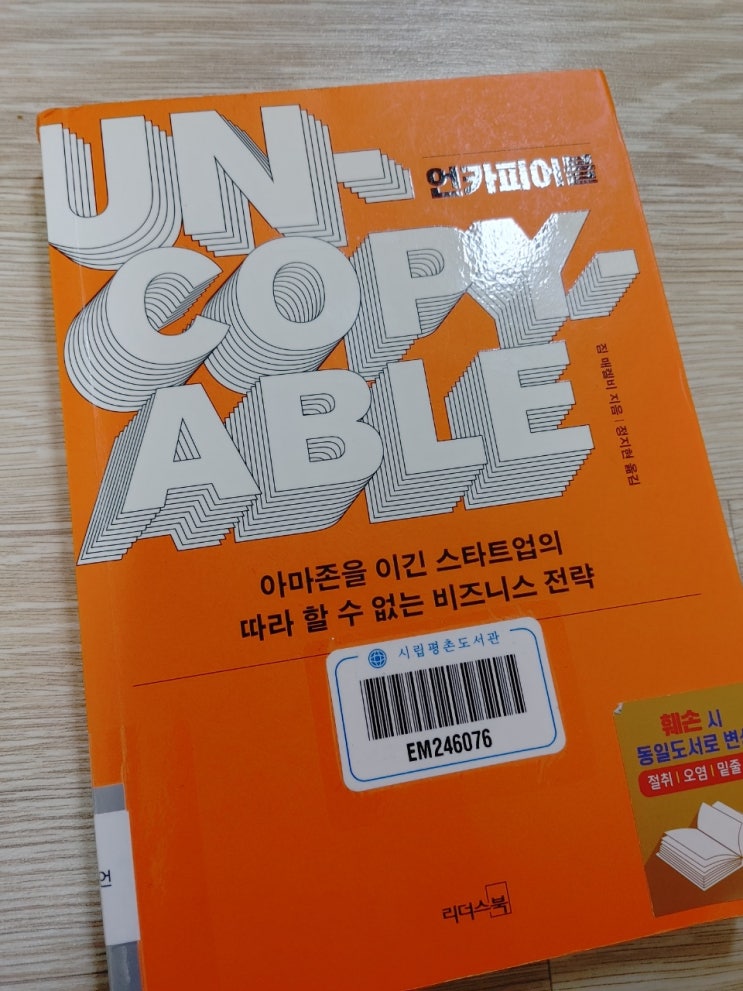 UN-
언카피어블
COPY-
ABLE
짐 매켈비 지음 | 정지현 옮김
아마존을 이긴 스타트업의
따라 할 수 없는 비즈니스 전략
시립평촌도서관
EM246076
훼손 시
동일도서로 변상
절취 | 오염 | 밑줄
언
리더스북